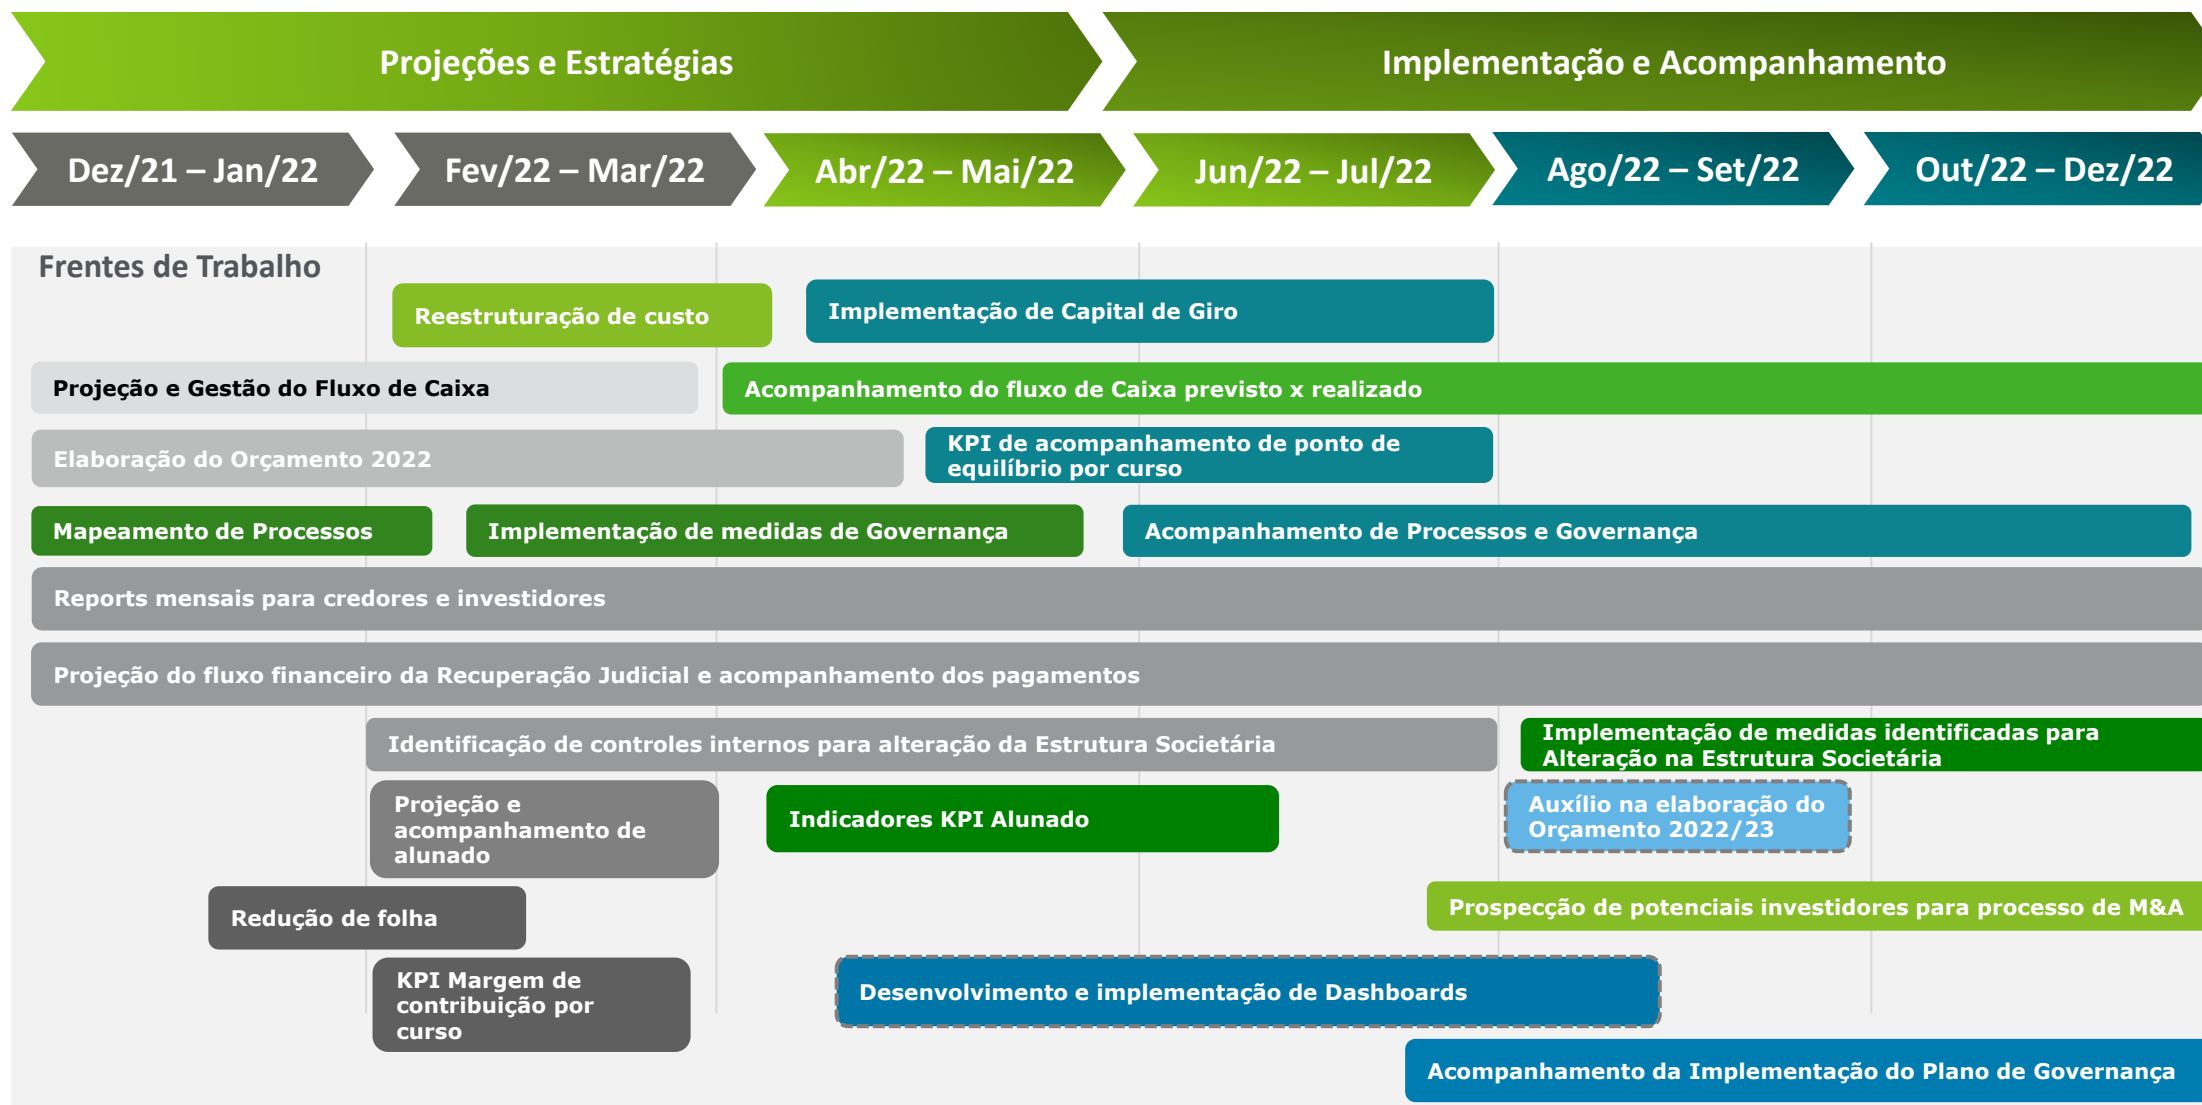 Projeções e Estratégias
Implementação e Acompanhamento
Dez/21 – Jan/22
Fev/22 – Mar/22
Abr/22 – Mai/22
Jun/22 – Jul/22
Ago/22 – Set/22
Out/22 – Dez/22
Frentes de Trabalho
Reestruturação de custo
Implementação de Capital de Giro
Projeção e Gestão do Fluxo de Caixa
Acompanhamento do fluxo de Caixa previsto x realizado
Elaboração do Orçamento 2022
KPI de acompanhamento de ponto de
equilíbrio por curso
Mapeamento de Processos
Implementação de medidas de Governança
Acompanhamento de Processos e Governança
Reports mensais para credores e investidores
Projeção do fluxo financeiro da Recuperação Judicial e acompanhamento dos pagamentos
Identificação de controles internos para alteração da Estrutura Societária
Implementação de medidas identificadas para
Alteração na Estrutura Societária
Projeção e
acompanhamento de
alunado
Indicadores KPI Alunado
Auxílio na elaboração do
Orçamento 2022/23
Redução de folha
Prospecção de potenciais investidores para processo de M&A
KPI Margem de
contribuição por
curso
Desenvolvimento e implementação de Dashboards
Acompanhamento da Implementação do Plano de Governança